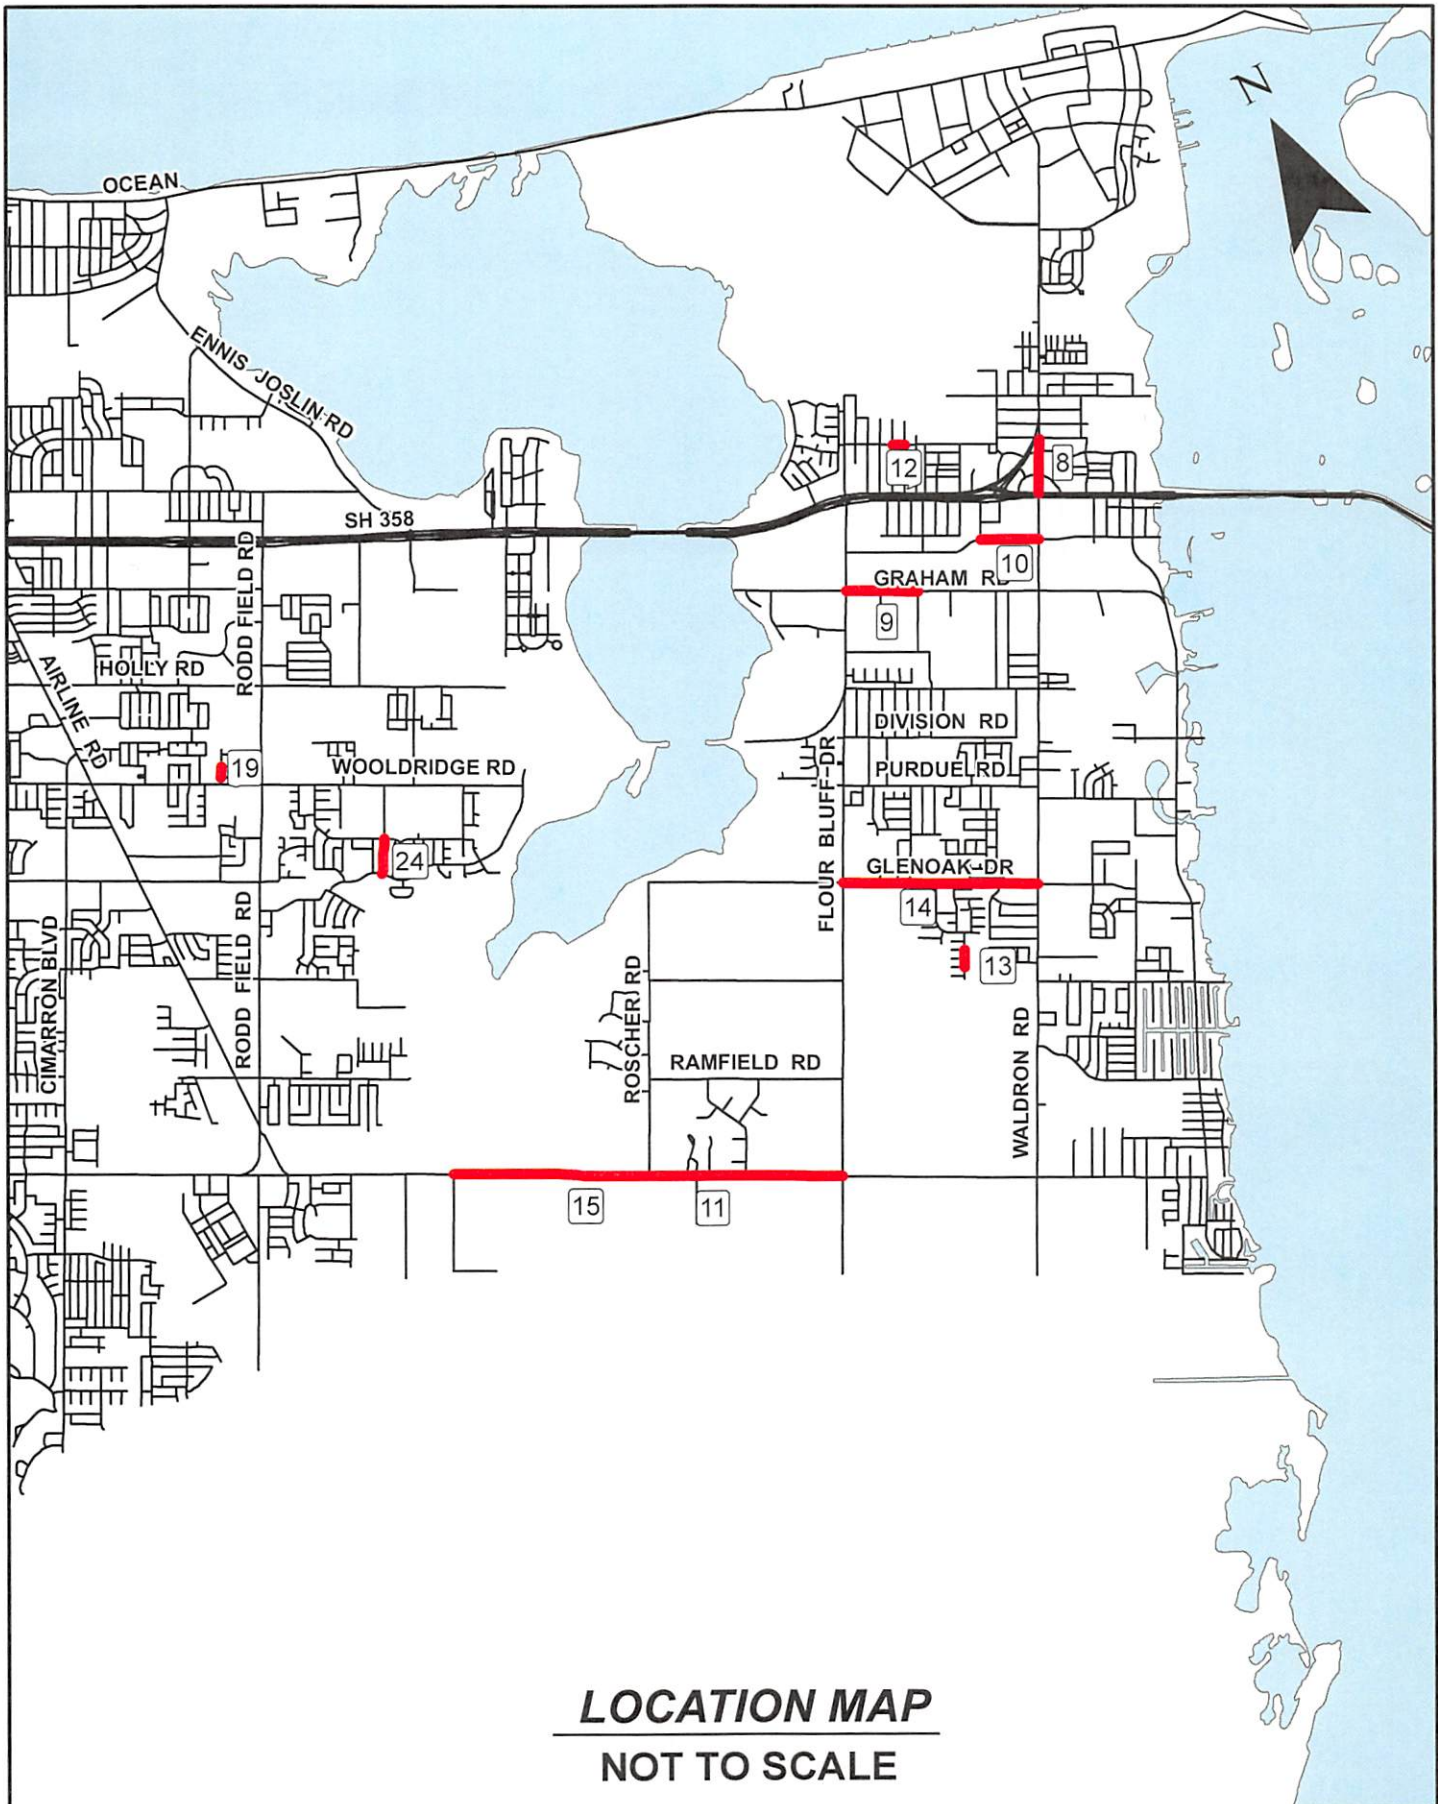 N
OCEAN
ENNIS JOSLIN RD
12
8
SH 358
10
RODD FIELD RD
GRAHAM RD
9
HOLLY RD
AIRLINE RD
DIVISION RD
19
WOOLDRIDGE RD
PURDUE RD
FLOUR BLUFF DR
24
GLENOAK DR
14
13
CIMARRON BLVD
RODD FIELD RD
ROSCHER RD
RAMFIELD RD
WALDRON RD
15
11
LOCATION MAP
NOT TO SCALE